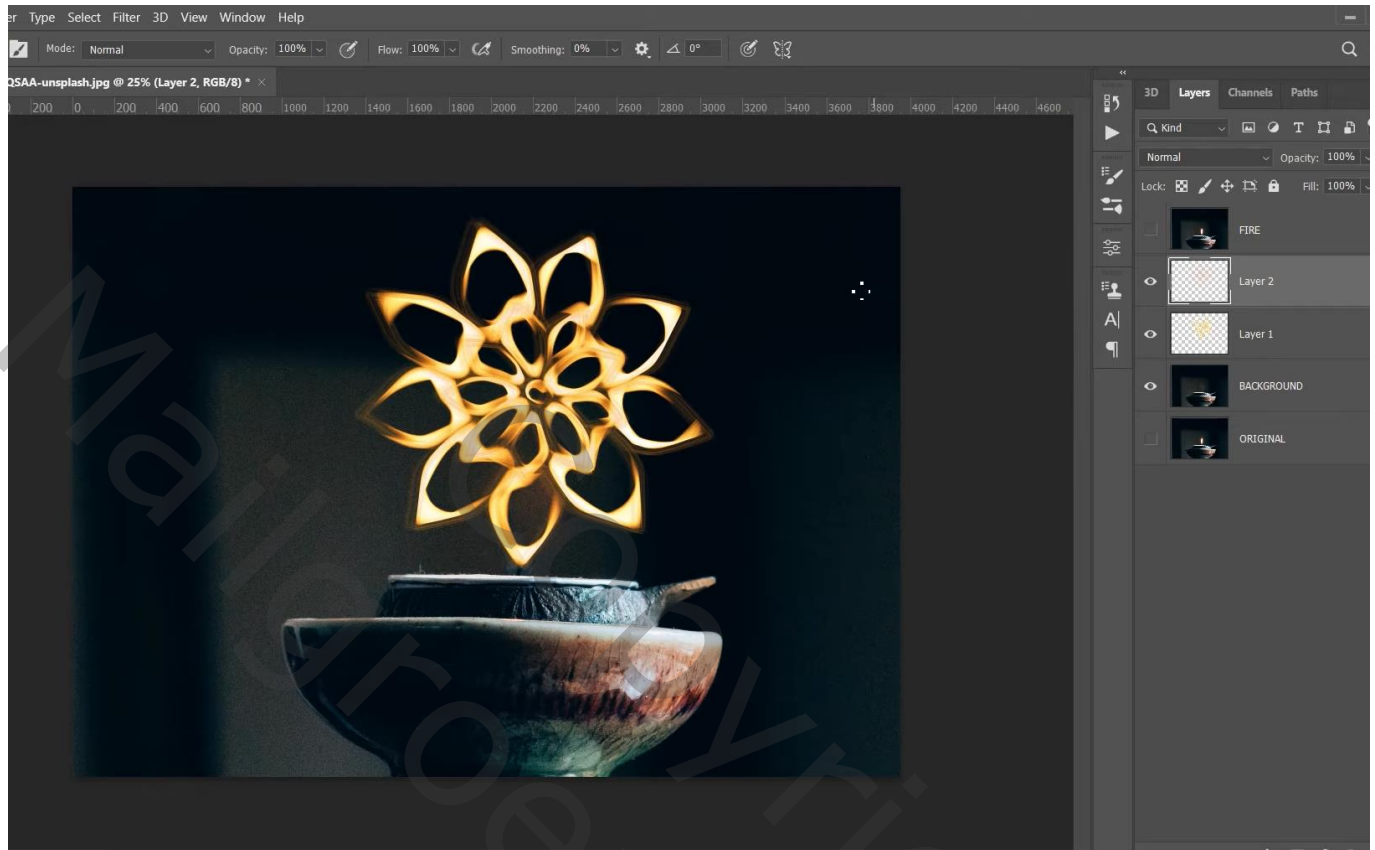 er Type Select Filter 3D View Window Help
Mode: Normal Opacity: 100% Flow: 100% Smoothing: 0% 0°
QSAA-unsplash.jpg @ 25% (Layer 2, RGB/8) * ×
200 0 200 400 600 800 1000 1200 1400 1600 1800 2000 2200 2400 2600 2800 3000 3200 3400 3600 3800 4000 4200 4400 4600
3D Layers Channels Paths
Kind
Normal Opacity: 100%
Lock: Fill: 100%
FIRE
Layer 2
Layer 1
BACKGROUND
ORIGINAL